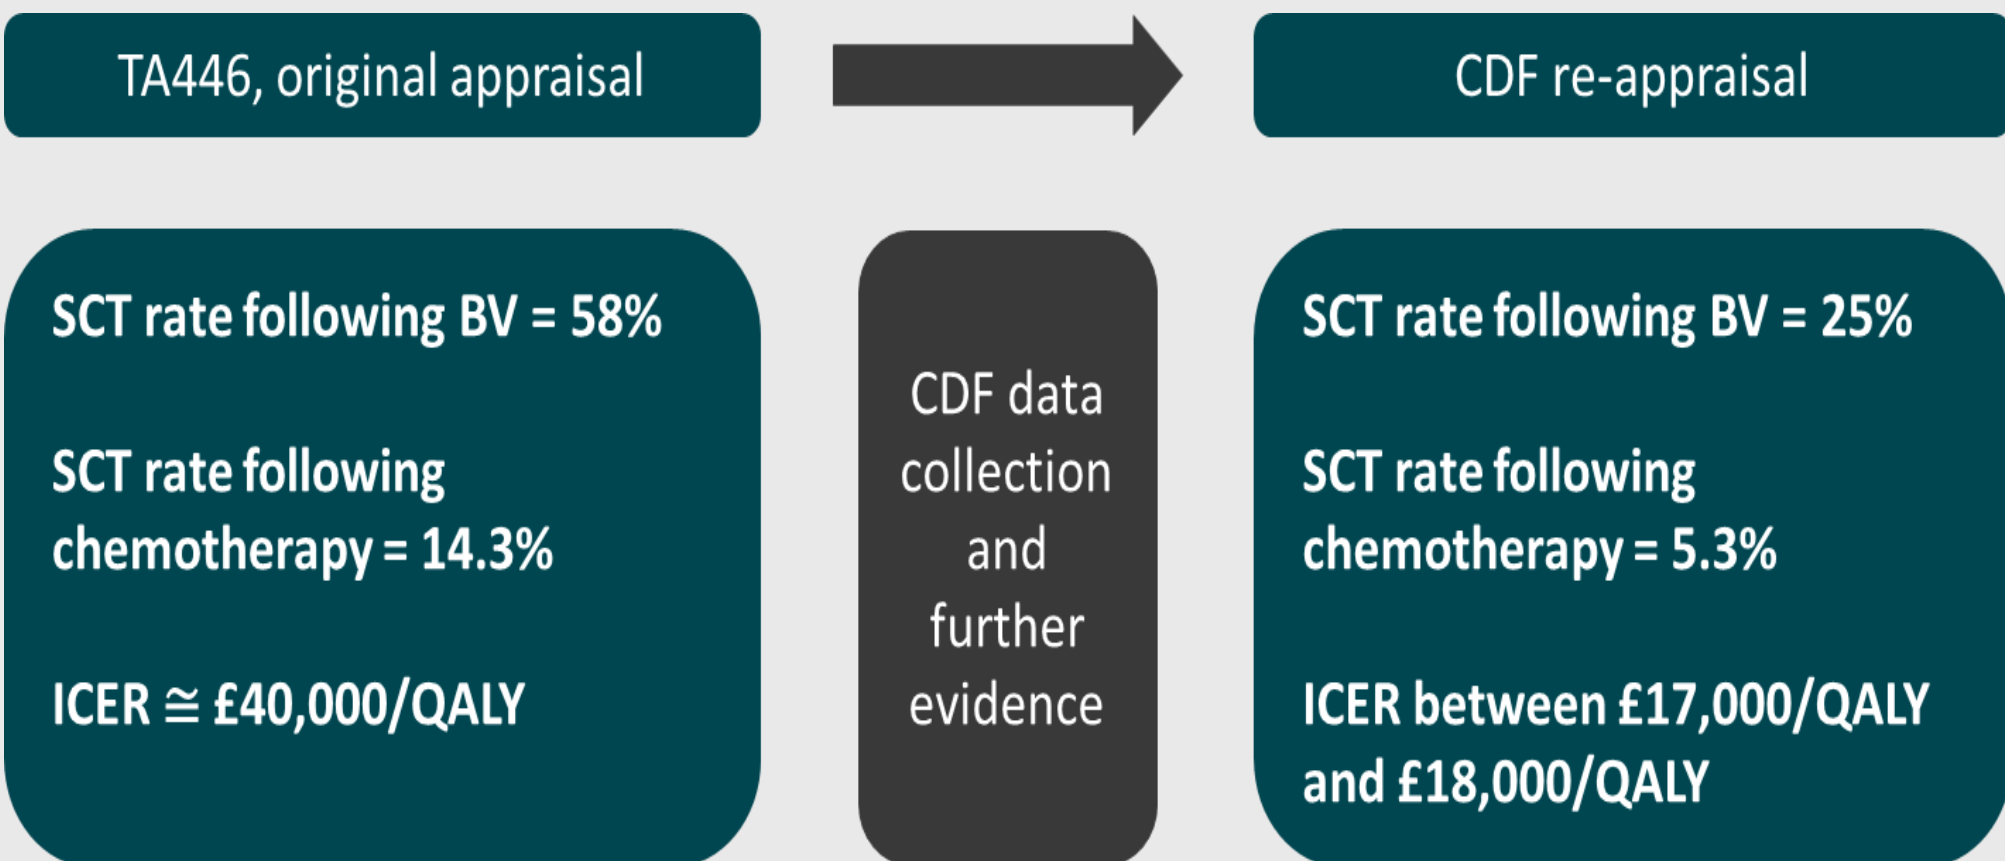 TA446, original appraisal
CDF re-appraisal
SCT rate following BV = 58%
SCT rate following
chemotherapy = 14.3%
ICER ≅ £40,000/QALY
CDF data
collection
and
further
evidence
SCT rate following BV = 25%
SCT rate following
chemotherapy = 5.3%
ICER between £17,000/QALY
and £18,000/QALY